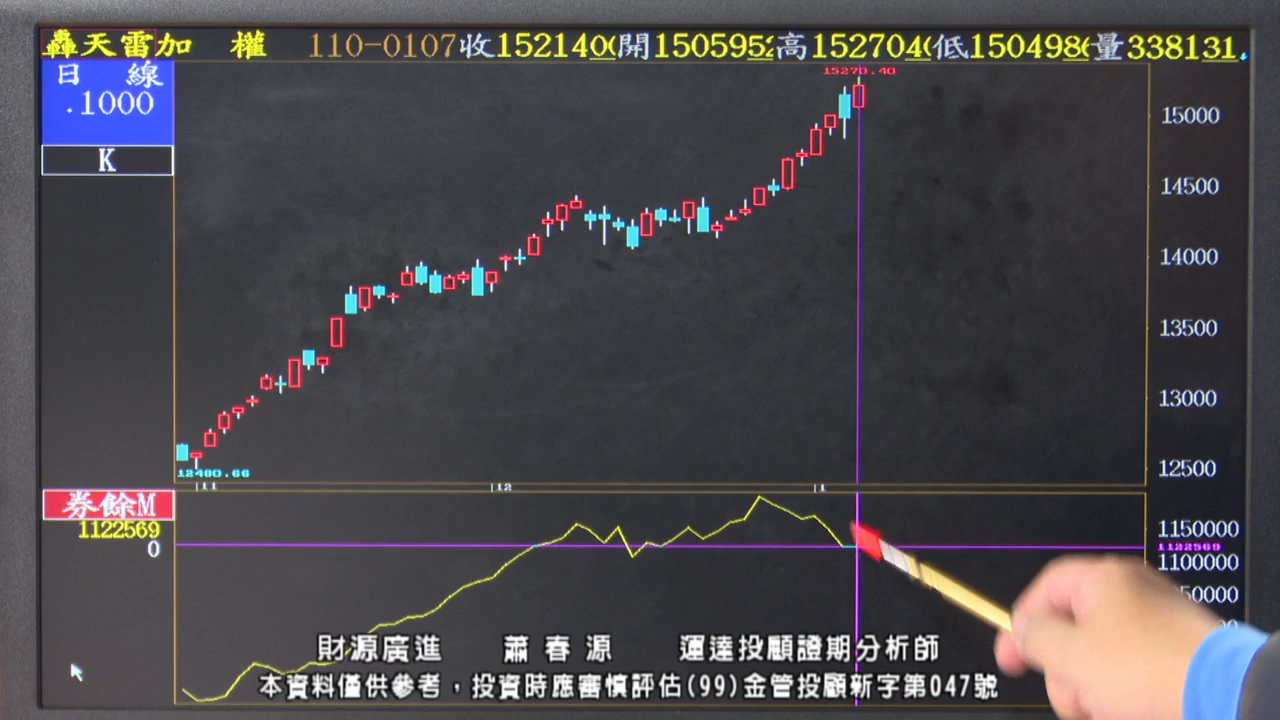 轟天雷加 權 110-0107收152140開150595高152704低150498量338131
日 線
.1000
K
15270.40
15000
14500
14000
13500
13000
12500
12480.66
11 12 1
券餘M
1122569
0
1150000
1122569
1100000
財源廣進 蕭春源 運達投顧證期分析師
本資料僅供參考，投資時應審慎評估(99)金管投顧新字第047號